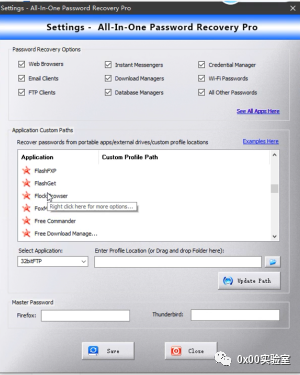 Settings - All-In-One Password Recovery Pro
Settings - All-In-One Password Recovery Pro
Password Recovery Options
Web Browsers
Instant Messengers
Credential Manager
Email Clients
Download Managers
Wi-Fi Passwords
FTP Clients
Database Managers
All Other Passwords
See All Apps Here
Application Custom Paths
Recover passwords from portable apps/external drives/custom profile locations
Examples Here
Application
Custom Profile Path
FlashFXP
FlashGet
Flock Browser
Right click here for more options...
Free Commander
Free Download Manage...
Select Application:
Enter Profile Location (or Drag and drop Folder here):
32bitFTP
Update Path
Master Password
Firefox:
Thunderbird:
Save
Close
0x00实验室